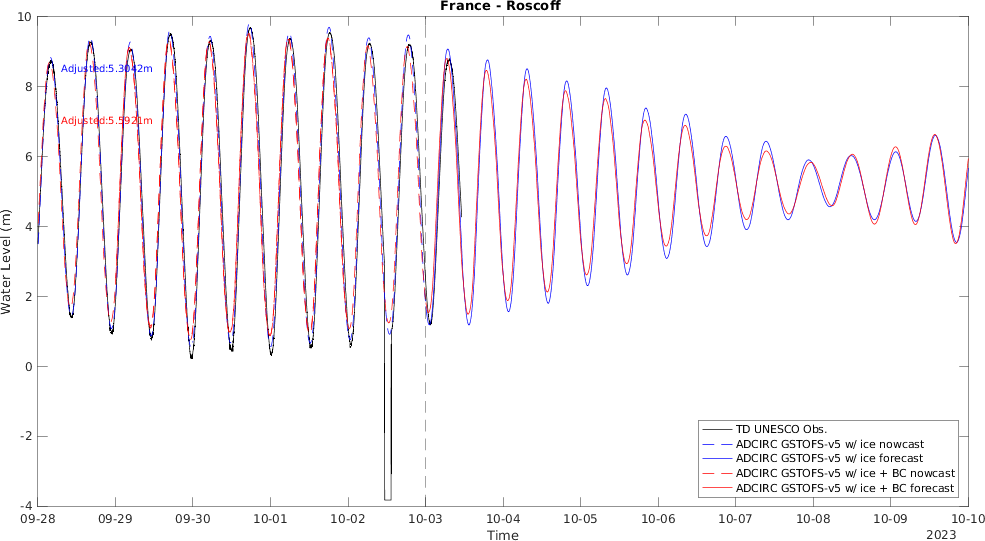 France - Roscoff
Water Level (m)
10
8
6
4
2
0
-2
-4
Adjusted:5.3042m
Adjusted:5.5921m
TD UNESCO Obs.
ADCIRC GSTOFS-v5 w/ ice nowcast
ADCIRC GSTOFS-v5 w/ ice forecast
ADCIRC GSTOFS-v5 w/ ice + BC nowcast
ADCIRC GSTOFS-v5 w/ ice + BC forecast
09-28 09-29 09-30 10-01 10-02 10-03 10-04 10-05 10-06 10-07 10-08 10-09 10-10
Time
2023